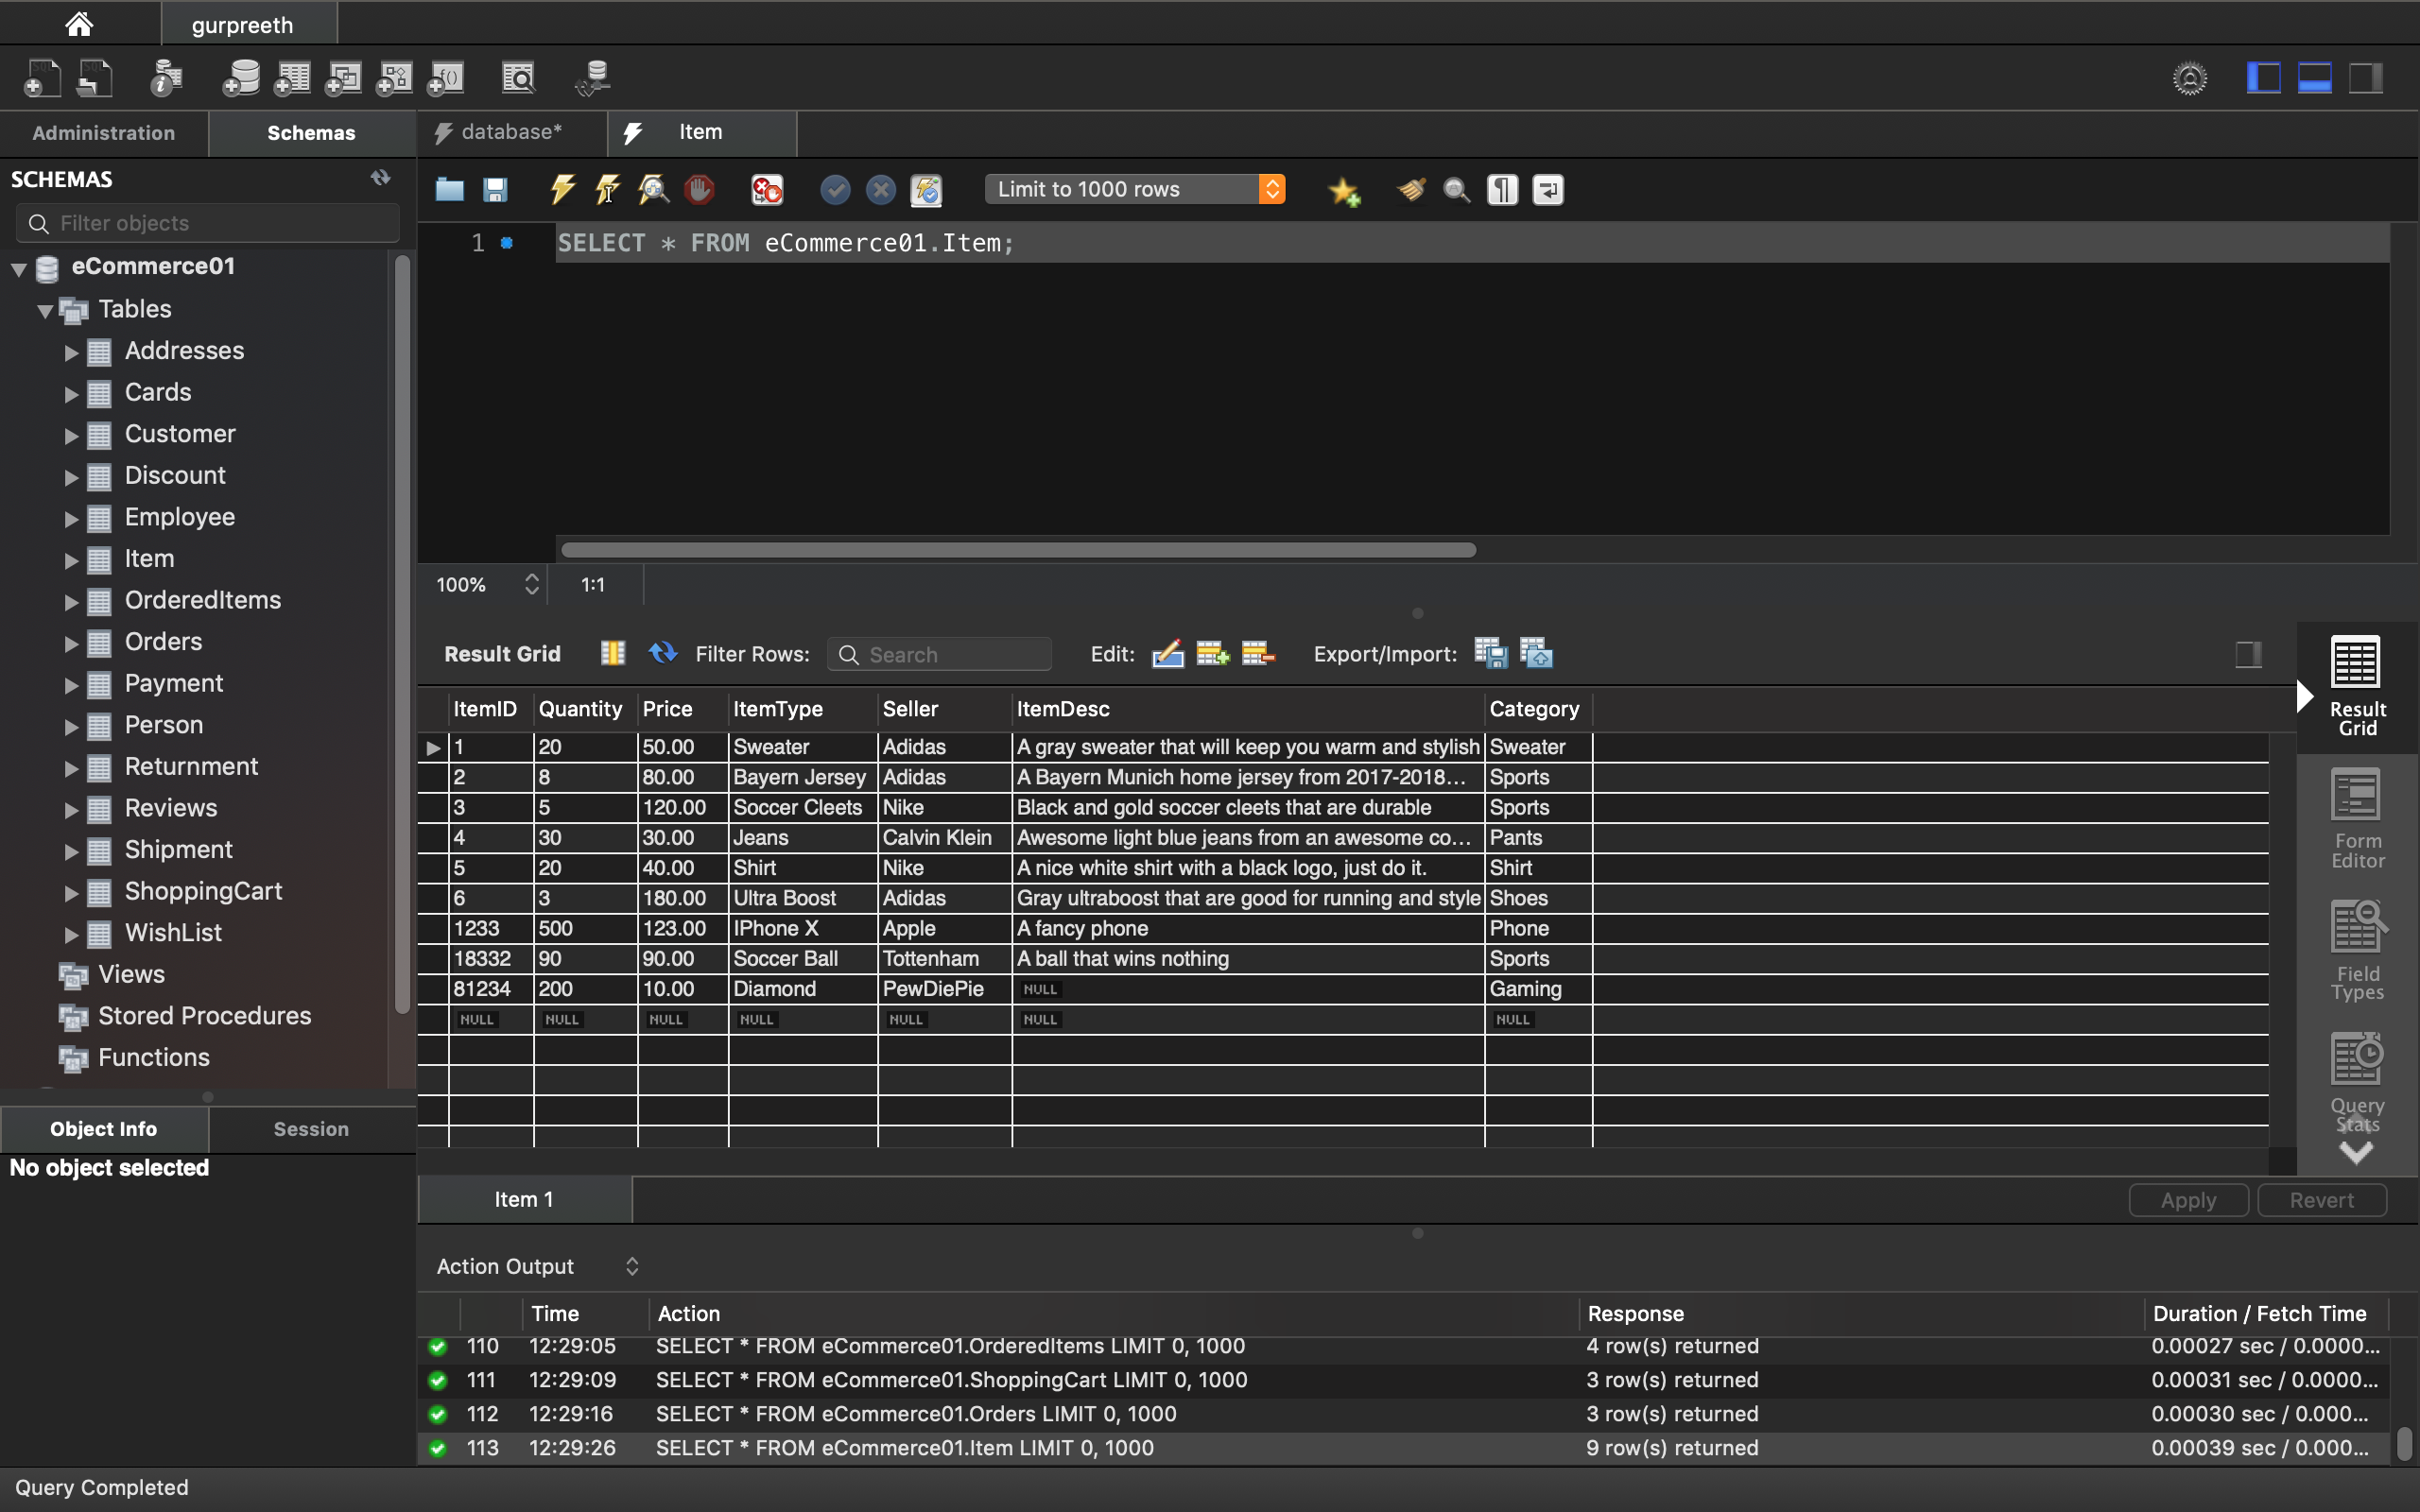 gurpreeth
Administration Schemas database* Item
SCHEMAS
Limit to 1000 rows
Filter objects
1 SELECT * FROM eCommerce01.Item;
eCommerce01
Tables
Addresses
Cards
Customer
Discount
Employee
Item
OrderedItems
Orders
Payment
Person
Returnment
Reviews
Shipment
ShoppingCart
WishList
Views
Stored Procedures
Functions
Object Info Session
No object selected
100% 1:1
Result Grid Filter Rows: Search Edit: Export/Import:
ItemID Quantity Price ItemType Seller ItemDesc Category
1 20 50.00 Sweater Adidas A gray sweater that will keep you warm and stylish Sweater
2 8 80.00 Bayern Jersey Adidas A Bayern Munich home jersey from 2017-2018... Sports
3 5 120.00 Soccer Cleets Nike Black and gold soccer cleets that are durable Sports
4 30 30.00 Jeans Calvin Klein Awesome light blue jeans from an awesome co... Pants
5 20 40.00 Shirt Nike A nice white shirt with a black logo, just do it. Shirt
6 3 180.00 Ultra Boost Adidas Gray ultraboost that are good for running and style Shoes
1233 500 123.00 IPhone X Apple A fancy phone Phone
18332 90 90.00 Soccer Ball Tottenham A ball that wins nothing Sports
81234 200 10.00 Diamond PewDiePie NULL Gaming
NULL NULL NULL NULL NULL NULL NULL
Result
Grid
Form
Editor
Field
Types
Query
Stats
Item 1 Apply Revert
Action Output
Time Action Response Duration / Fetch Time
110 12:29:05 SELECT * FROM eCommerce01.OrderedItems LIMIT 0, 1000 4 row(s) returned 0.00027 sec / 0.0000...
111 12:29:09 SELECT * FROM eCommerce01.ShoppingCart LIMIT 0, 1000 3 row(s) returned 0.00031 sec / 0.0000...
112 12:29:16 SELECT * FROM eCommerce01.Orders LIMIT 0, 1000 3 row(s) returned 0.00030 sec / 0.000...
113 12:29:26 SELECT * FROM eCommerce01.Item LIMIT 0, 1000 9 row(s) returned 0.00039 sec / 0.000...
Query Completed